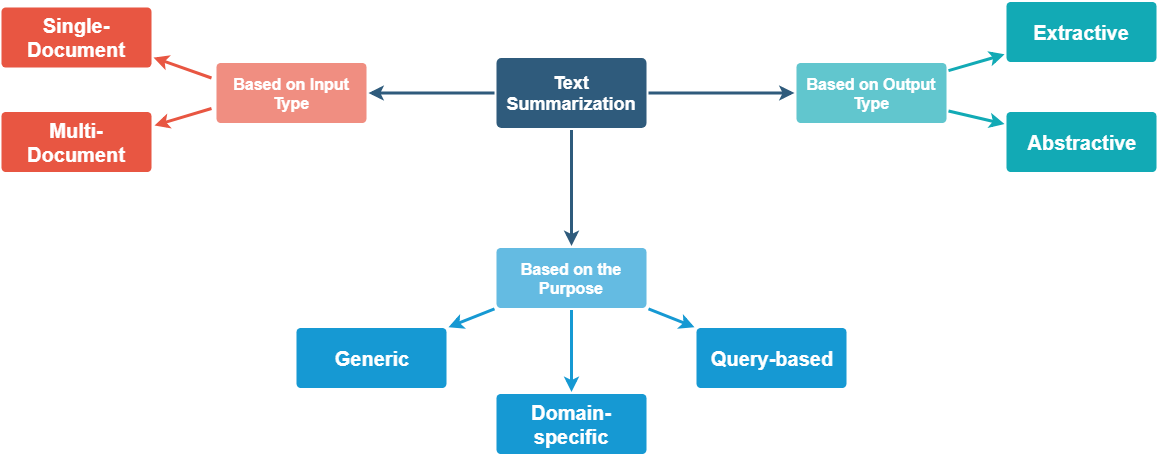 Single-
Document
Multi-
Document
Based on Input
Type
Text
Summarization
Based on Output
Type
Extractive
Abstractive
Based on the
Purpose
Generic
Domain-
specific
Query-based